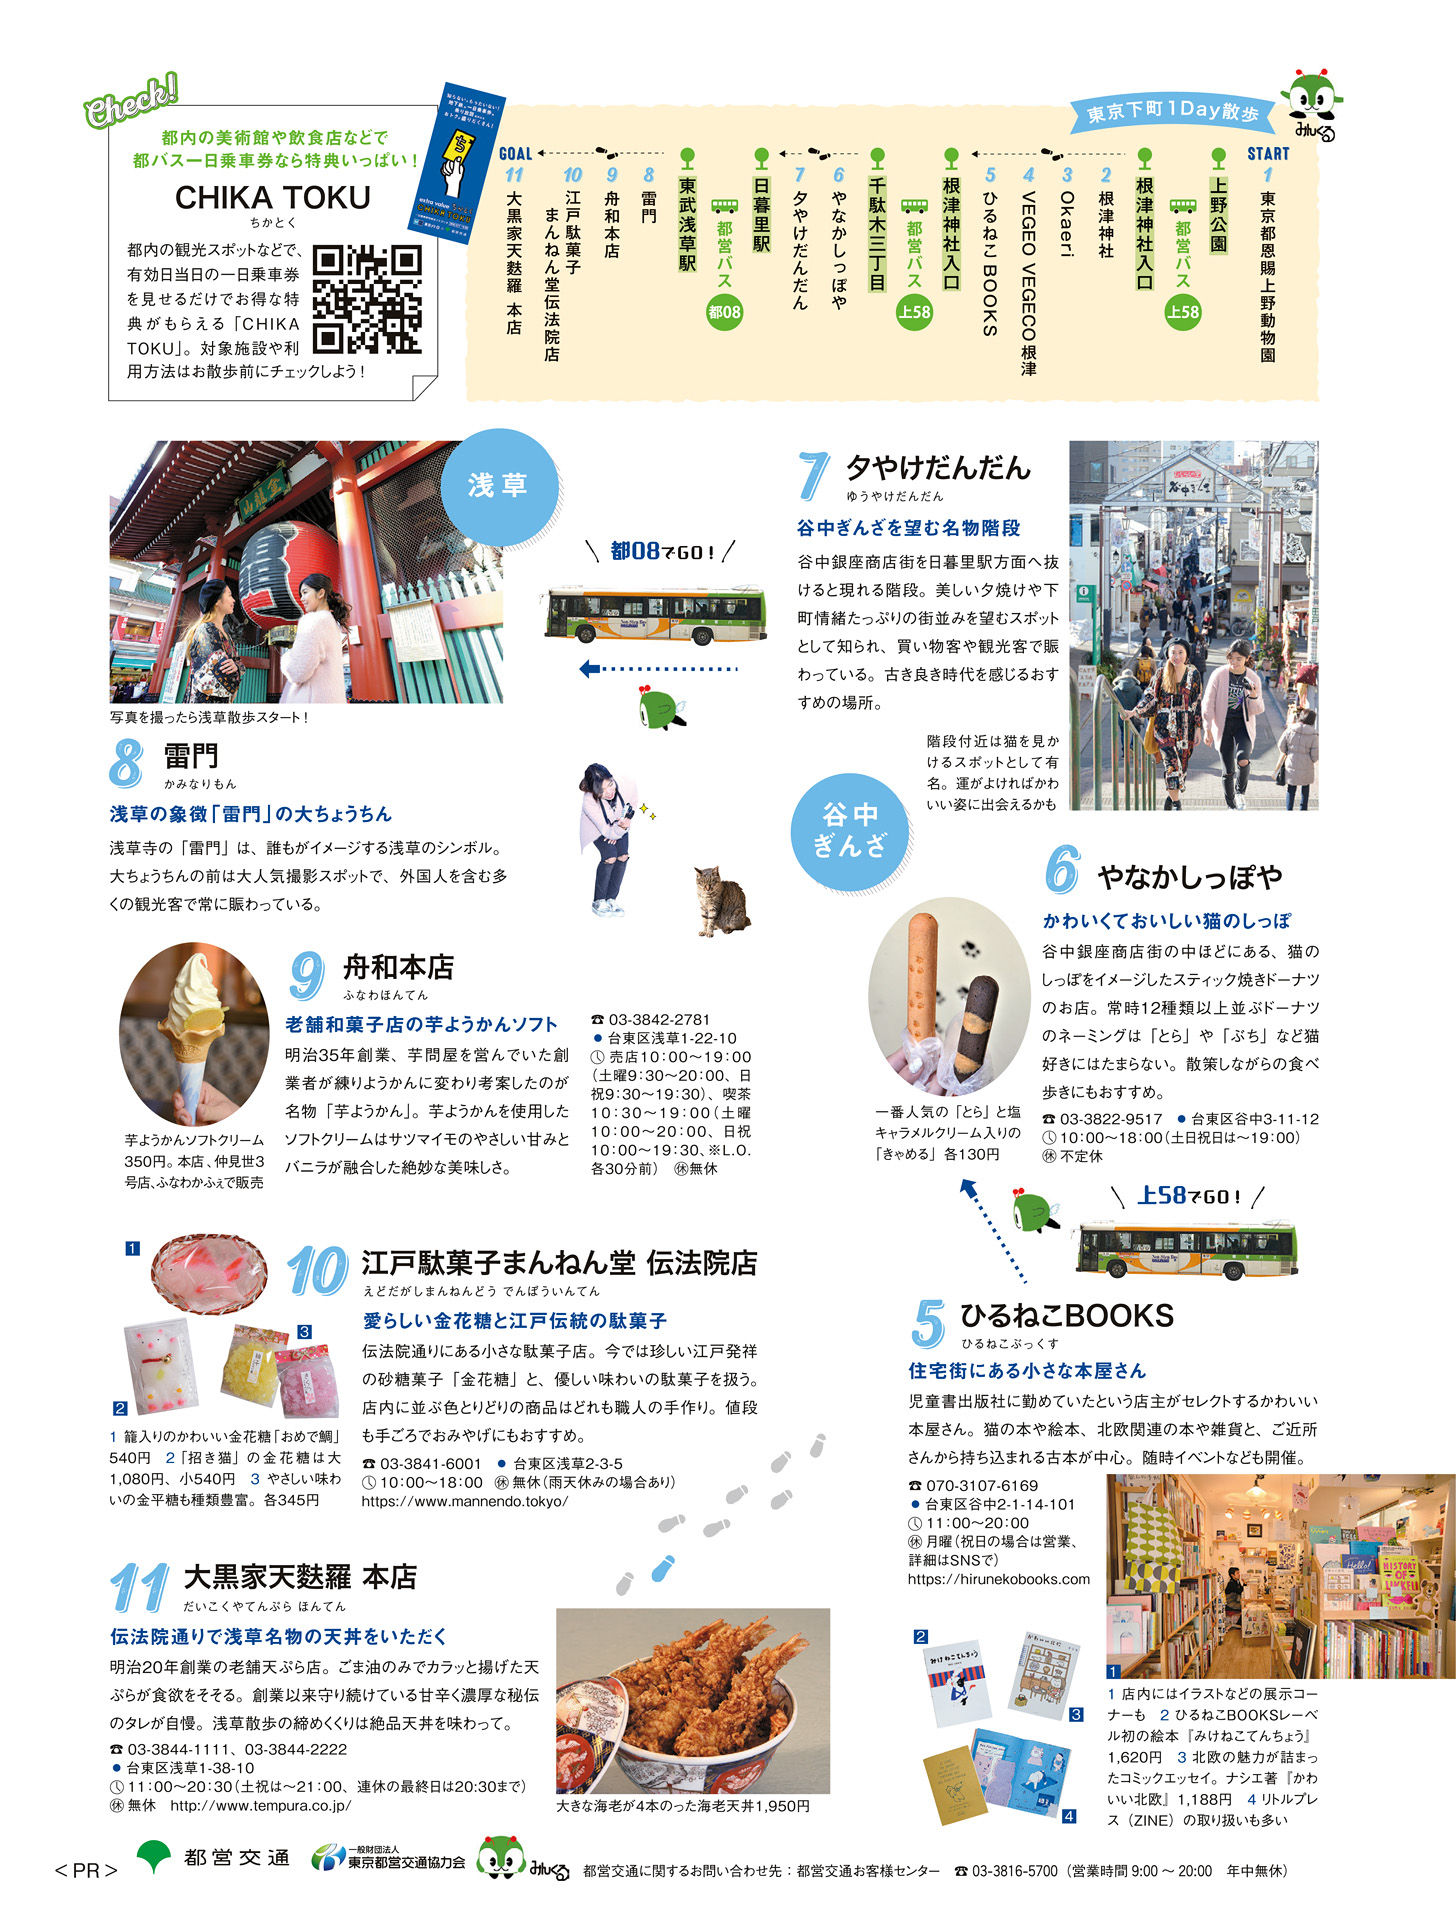 Check!
都内の美術館や飲食店などで
都バス一日乗車券なら特典いっぱい！
CHIKA TOKU
ちかとく
都内の観光スポットなどで、
有効日当日の一日乗車券
を見せるだけでお得な特
典がもらえる「CHIKA
TOKU」。対象施設や利
用方法はお散歩前にチェックしよう！
東京下町1Day散歩
みんくる
START
1 東京都恩賜上野動物園
上野公園
都営バス
上58
根津神社入口
2 根津神社
3 Okaeri
4 VEGEO VEGECO 根津
5 ひるねこBOOKS
根津神社入口
都営バス
上58
千駄木三丁目
6 やなかしっぽや
7 夕やけだんだん
日暮里駅
都営バス
都08
東武浅草駅
8 雷門
9 舟和本店
10 江戸駄菓子
まんねん堂伝法院店
11 大黒家天麩羅 本店
GOAL
谷中ぎんざ
7 夕やけだんだん
ゆうやけだんだん
谷中ぎんざを望む名物階段
谷中銀座商店街を日暮里駅方面へ抜
けると現れる階段。美しい夕焼けや下
町情緒たっぷりの街並みを望むスポット
として知られ、買い物客や観光客で賑
わっている。古き良き時代を感じるおす
すめの場所。
階段付近は猫を見か
けるスポットとして有
名。運がよければかわ
いい姿に出会えるかも
谷中
ぎんざ
6 やなかしっぽや
かわいくておいしい猫のしっぽ
谷中銀座商店街の中ほどにある、猫の
しっぽをイメージしたスティック焼きドーナツ
のお店。常時12種類以上並ぶドーナツ
のネーミングは「とら」や「ぶち」など猫
好きにはたまらない。散策しながらの食べ
歩きにもおすすめ。
☎ 03-3822-9517 ●台東区谷中3-11-12
10:00〜18:00（土日祝日は〜19:00）
休 不定休
一番人気の「とら」と塩
キャラメルクリーム入りの
「きゃめる」各130円
上58でGO！
5 ひるねこBOOKS
ひるねこぶっくす
住宅街にある小さな本屋さん
児童書出版社に勤めていたという店主がセレクトするかわいい
本屋さん。猫の本や絵本、北欧関連の本や雑貨と、ご近所
さんから持ち込まれる古本が中心。随時イベントなども開催。
☎ 070-3107-6169
●台東区谷中2-1-14-101
11:00〜20:00
休 月曜（祝日の場合は営業、
詳細はSNSで）
https://hirunekobooks.com
HISTORY OF
Hello!
みけねこてんちょう
かわいい北欧
1
2
3
4
1 店内にはイラストなどの展示コー
ナーも 2 ひるねこBOOKSレーベ
ル初の絵本『みけねこてんちょう』
1,620円 3 北欧の魅力が詰まっ
たコミックエッセイ。ナシエ著『かわ
いい北欧』1,188円 4 リトルプレ
ス（ZINE）の取り扱いも多い
浅草
金龍山
写真を撮ったら浅草散歩スタート！
都08でGO！
8 雷門
かみなりもん
浅草の象徴「雷門」の大ちょうちん
浅草寺の「雷門」は、誰もがイメージする浅草のシンボル。
大ちょうちんの前は大人気撮影スポットで、外国人を含む多
くの観光客で常に賑わっている。
9 舟和本店
ふなわほんてん
老舗和菓子店の芋ようかんソフト
明治35年創業、芋問屋を営んでいた創
業者が練りようかんに変わり考案したのが
名物「芋ようかん」。芋ようかんを使用した
ソフトクリームはサツマイモのやさしい甘みと
バニラが融合した絶妙な美味しさ。
☎ 03-3842-2781
●台東区浅草1-22-10
売店10:00〜19:00
（土曜9:30〜20:00、日
祝9:30〜19:30）、喫茶
10:30〜19:00（土曜
10:00〜20:00、日祝
10:00〜19:30、※L.O.
各30分前） 休無休
芋ようかんソフトクリーム
350円。本店、仲見世3
号店、ふなわかふぇで販売
10 江戸駄菓子まんねん堂 伝法院店
えどだがしまんねんどう でんぽういんてん
愛らしい金花糖と江戸伝統の駄菓子
伝法院通りにある小さな駄菓子店。今では珍しい江戸発祥
の砂糖菓子「金花糖」と、優しい味わいの駄菓子を扱う。
店内に並ぶ色とりどりの商品はどれも職人の手作り。値段
も手ごろでおみやげにもおすすめ。
☎ 03-3841-6001 ●台東区浅草2-3-5
10:00〜18:00 休 無休（雨天休みの場合あり）
https://www.mannendo.tokyo/
1
2
3
1 籠入りのかわいい金花糖「おめで鯛」
540円 2「招き猫」の金花糖は大
1,080円、小540円 3 やさしい味わ
いの金平糖も種類豊富。各345円
11 大黒家天麩羅 本店
だいこくやてんぷら ほんてん
伝法院通りで浅草名物の天丼をいただく
明治20年創業の老舗天ぷら店。ごま油のみでカラッと揚げた天
ぷらが食欲をそそる。創業以来守り続けている甘辛く濃厚な秘伝
のタレが自慢。浅草散歩の締めくくりは絶品天丼を味わって。
☎ 03-3844-1111、03-3844-2222
●台東区浅草1-38-10
11:00〜20:30（土祝は〜21:00、連休の最終日は20:30まで）
休 無休 http://www.tempura.co.jp/
大きな海老が4本のった海老天丼1,950円
＜PR＞
都営交通
一般財団法人
東京都営交通協力会
みんくる
都営交通に関するお問い合わせ先：都営交通お客様センター ☎ 03-3816-5700（営業時間 9:00 〜 20:00 年中無休）